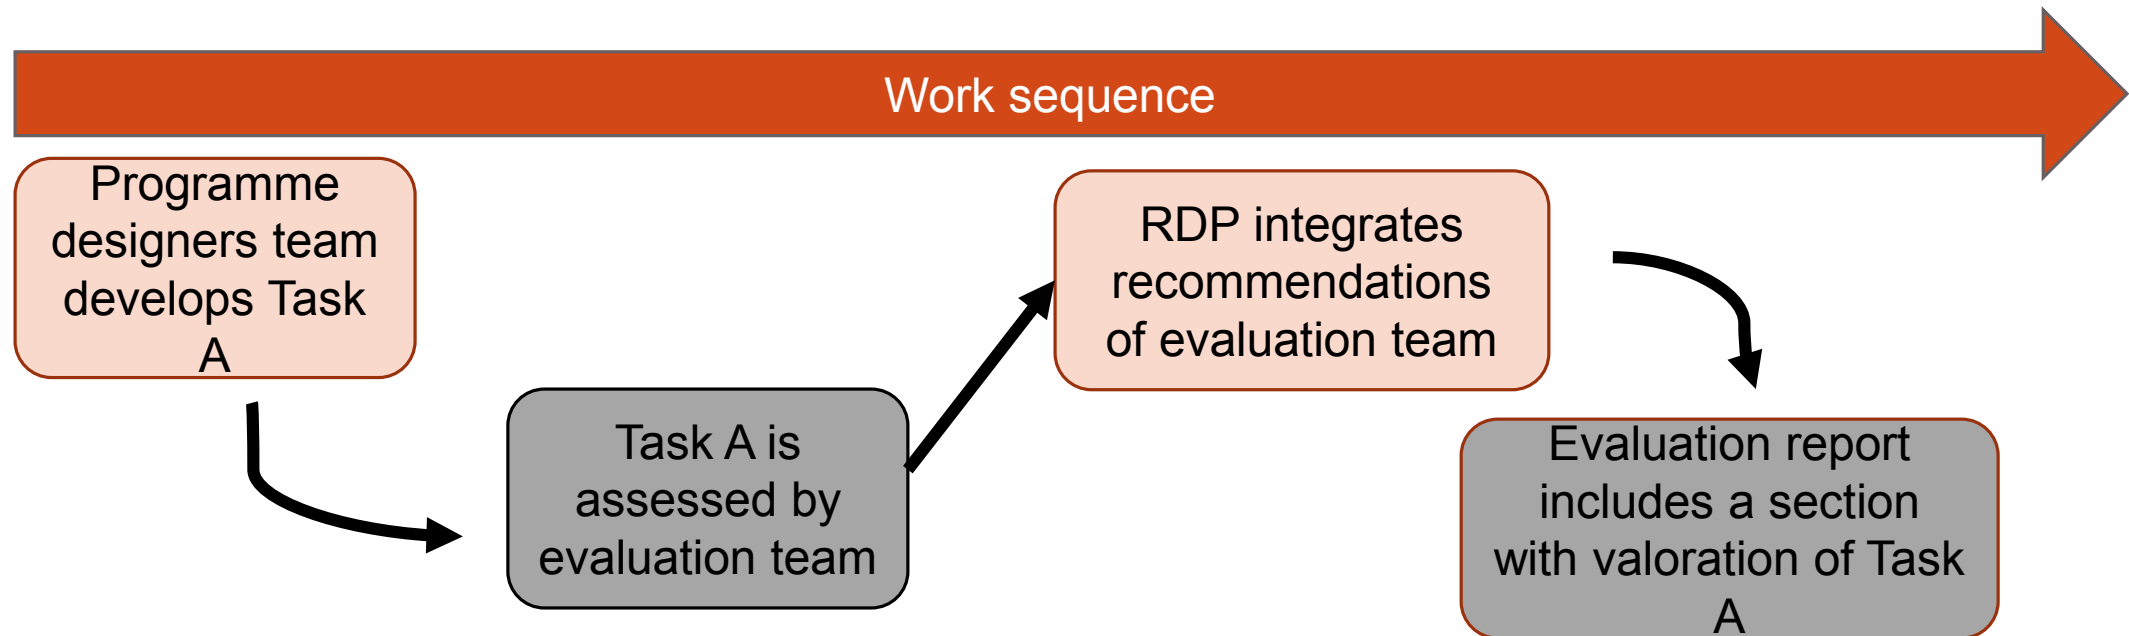 Work sequence
Programme
designers team
develops Task
A
Task A is
assessed by
evaluation team
RDP integrates
recommendations
of evaluation team
Evaluation report
includes a section
with valoration of Task
A